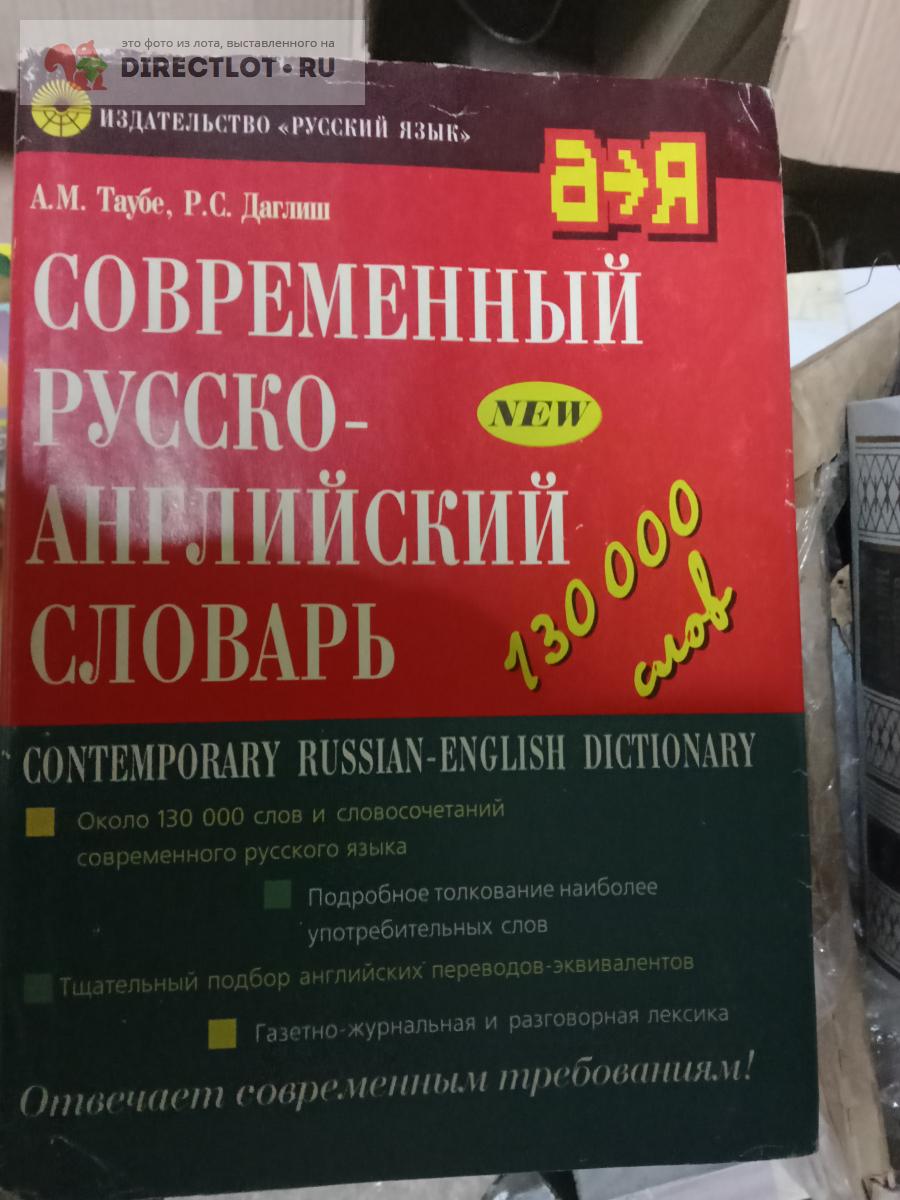 это фото из лота, выставленного на
DIRECTLOT•RU
ИЗДАТЕЛЬСТВО «РУССКИЙ ЯЗЫК»
а→я
А.М. Таубе, Р.С. Даглиш
СОВРЕМЕННЫЙ
РУССКО-
NEW
АНГЛИЙСКИЙ
СЛОВАРЬ
130 000
слов
CONTEMPORARY RUSSIAN-ENGLISH DICTIONARY
Около 130 000 слов и словосочетаний
современного русского языка
Подробное толкование наиболее
употребительных слов
Тщательный подбор английских переводов-эквивалентов
Газетно-журнальная и разговорная лексика
Отвечает современным требованиям!